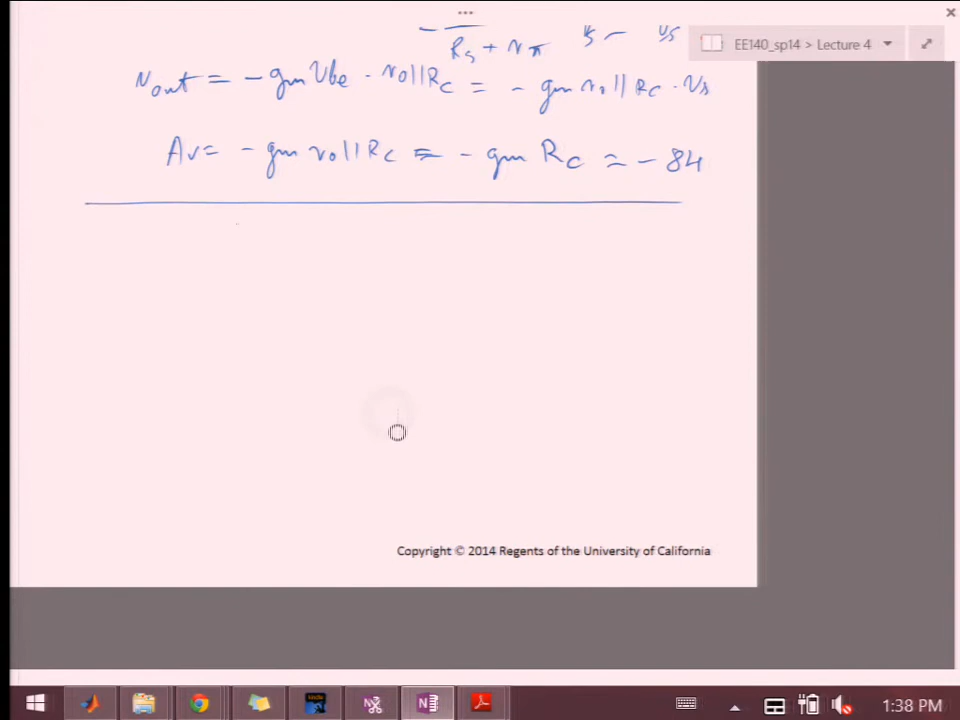 EE140_sp14 > Lecture 4
Rs + rπ
vout = - gm Vbe · ro || Rc = - gm ro || Rc · Vs
Av = - gm ro || Rc ≈ - gm Rc ≈ - 84
Copyright © 2014 Regents of the University of California
1:38 PM